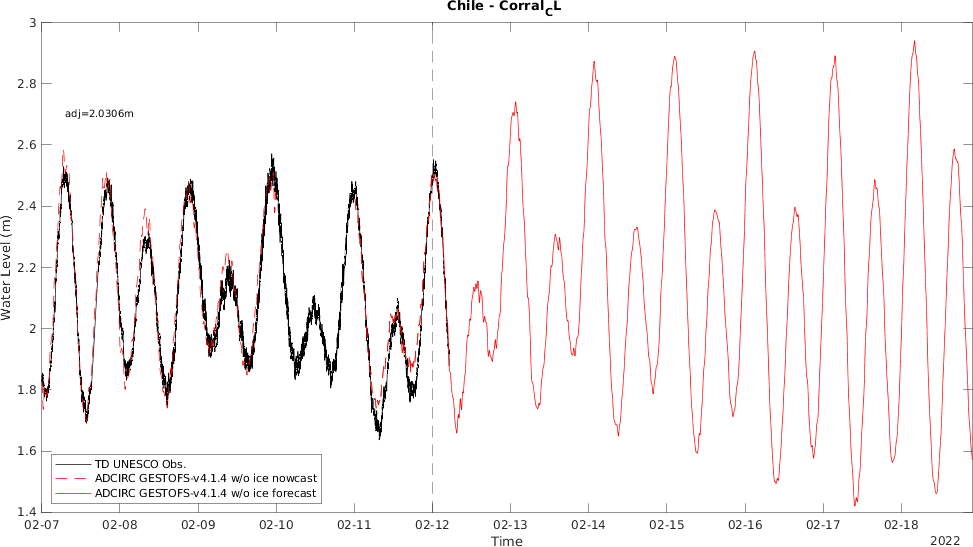 Chile - Corral_CL
3
2.8
2.6
2.4
2.2
2
1.8
1.6
1.4
Water Level (m)
adj=2.0306m
TD UNESCO Obs.
ADCIRC GESTOFS-v4.1.4 w/o ice nowcast
ADCIRC GESTOFS-v4.1.4 w/o ice forecast
02-07 02-08 02-09 02-10 02-11 02-12 02-13 02-14 02-15 02-16 02-17 02-18
Time
2022